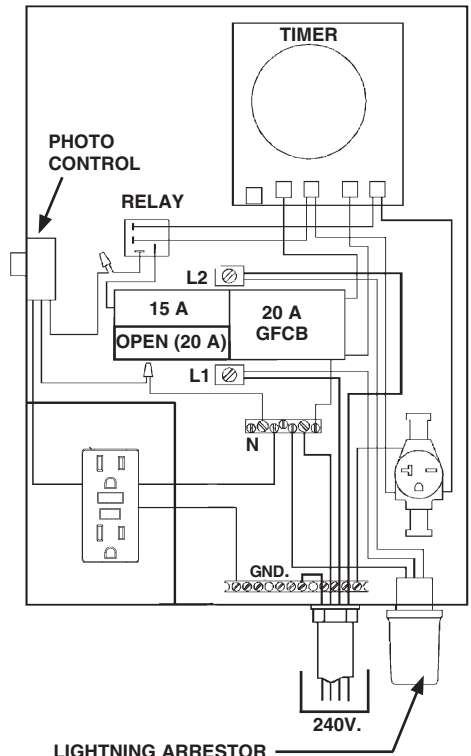 TIMER
PHOTO
CONTROL
RELAY
L2
15 A
20 A
GFCB
OPEN (20 A)
L1
N
GND.
240V.
LIGHTNING ARRESTOR